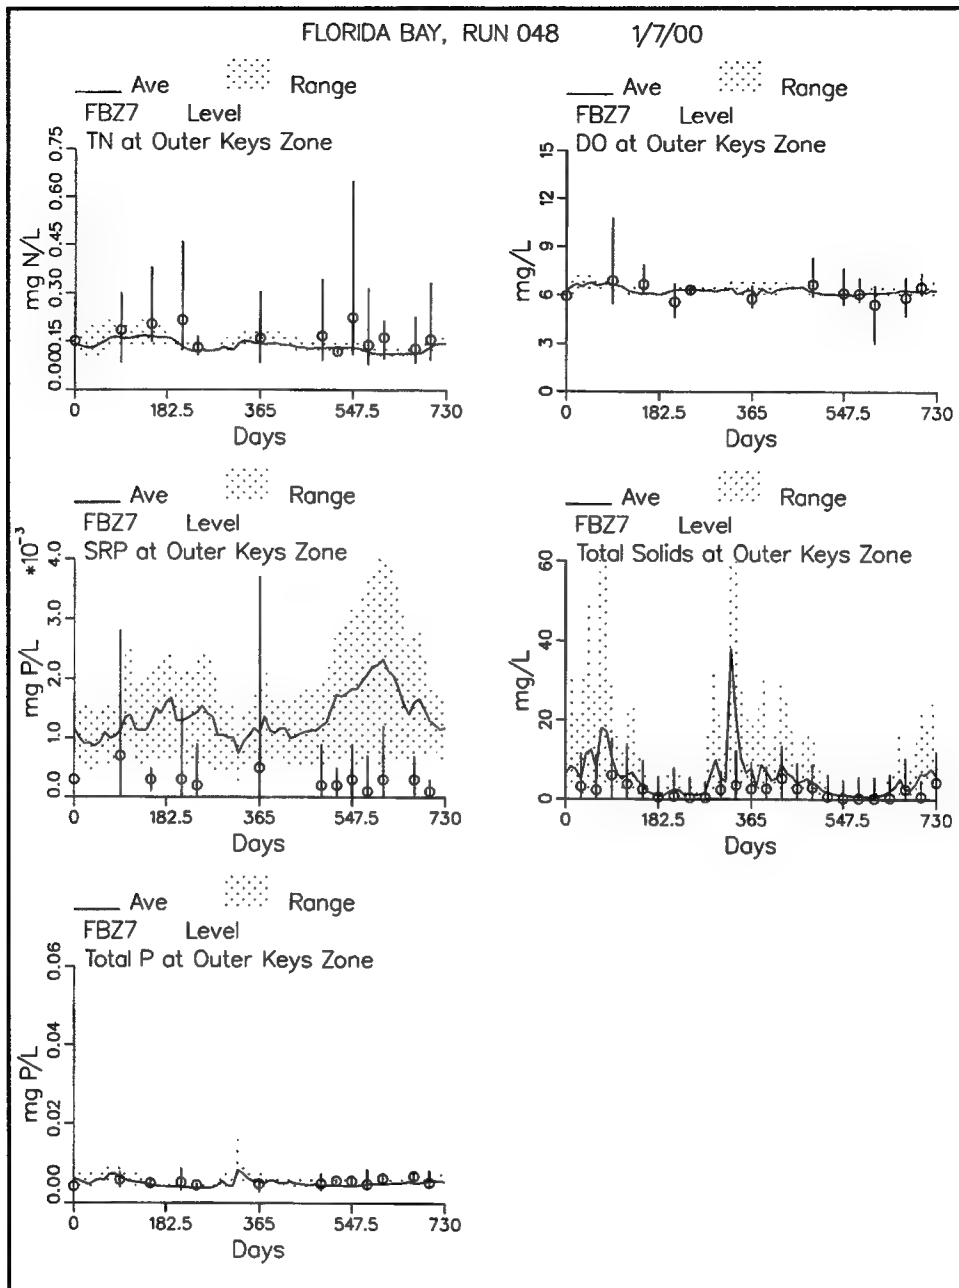 FLORIDA BAY, RUN 048 1/7/00
Ave Range
FBZ7 Level
TN at Outer Keys Zone
mg N/L
0.75
0.60
0.45
0.30
0.15
0.00
0 182.5 365 547.5 730
Days
Ave Range
FBZ7 Level
DO at Outer Keys Zone
mg/L
15
12
9
6
3
0
0 182.5 365 547.5 730
Days
Ave Range
FBZ7 Level
SRP at Outer Keys Zone
*10⁻³
mg P/L
4.0
3.0
2.0
1.0
0.0
0 182.5 365 547.5 730
Days
Ave Range
FBZ7 Level
Total Solids at Outer Keys Zone
mg/L
60
40
20
0
0 182.5 365 547.5 730
Days
Ave Range
FBZ7 Level
Total P at Outer Keys Zone
mg P/L
0.06
0.04
0.02
0.00
0 182.5 365 547.5 730
Days